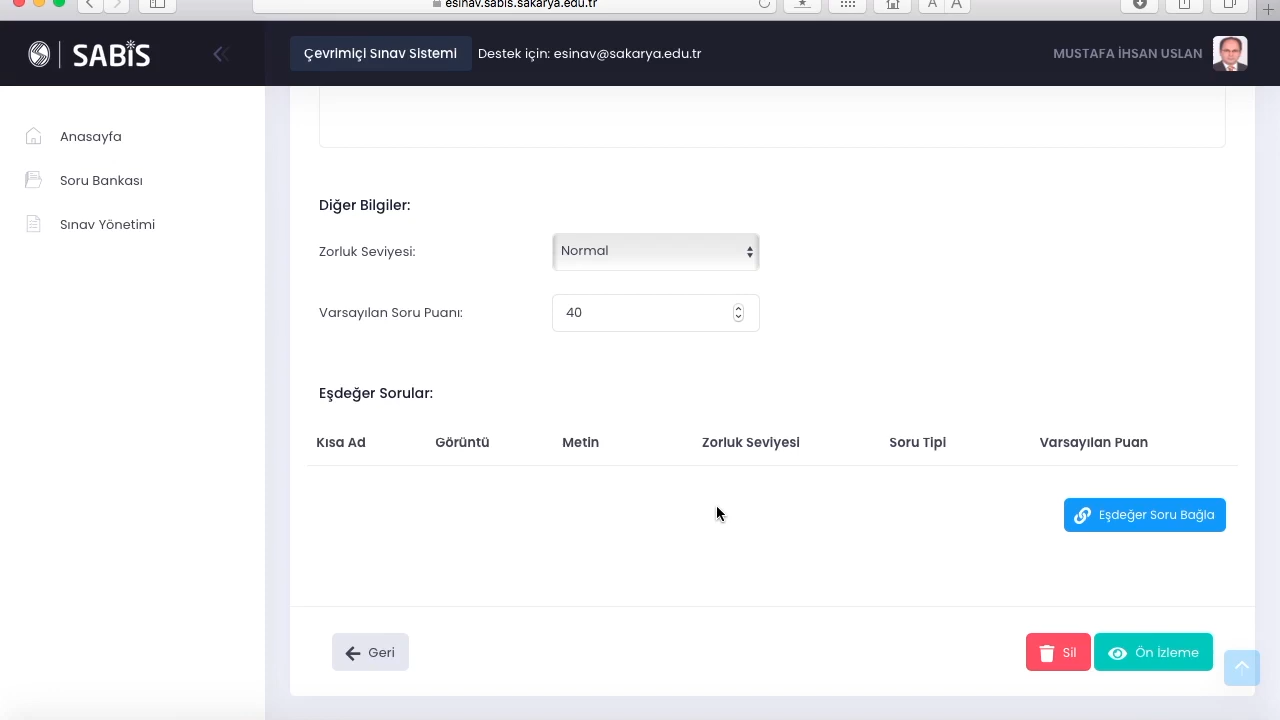 esinav.sabis.sakarya.edu.tr
A A
SABİS
Çevrimiçi Sınav Sistemi
Destek için: esinav@sakarya.edu.tr
MUSTAFA İHSAN USLAN
Anasayfa
Soru Bankası
Sınav Yönetimi
Diğer Bilgiler:
Zorluk Seviyesi:
Normal
Varsayılan Soru Puanı:
40
Eşdeğer Sorular:
Kısa Ad Görüntü Metin Zorluk Seviyesi Soru Tipi Varsayılan Puan
Eşdeğer Soru Bağla
Geri
Sil
Ön İzleme